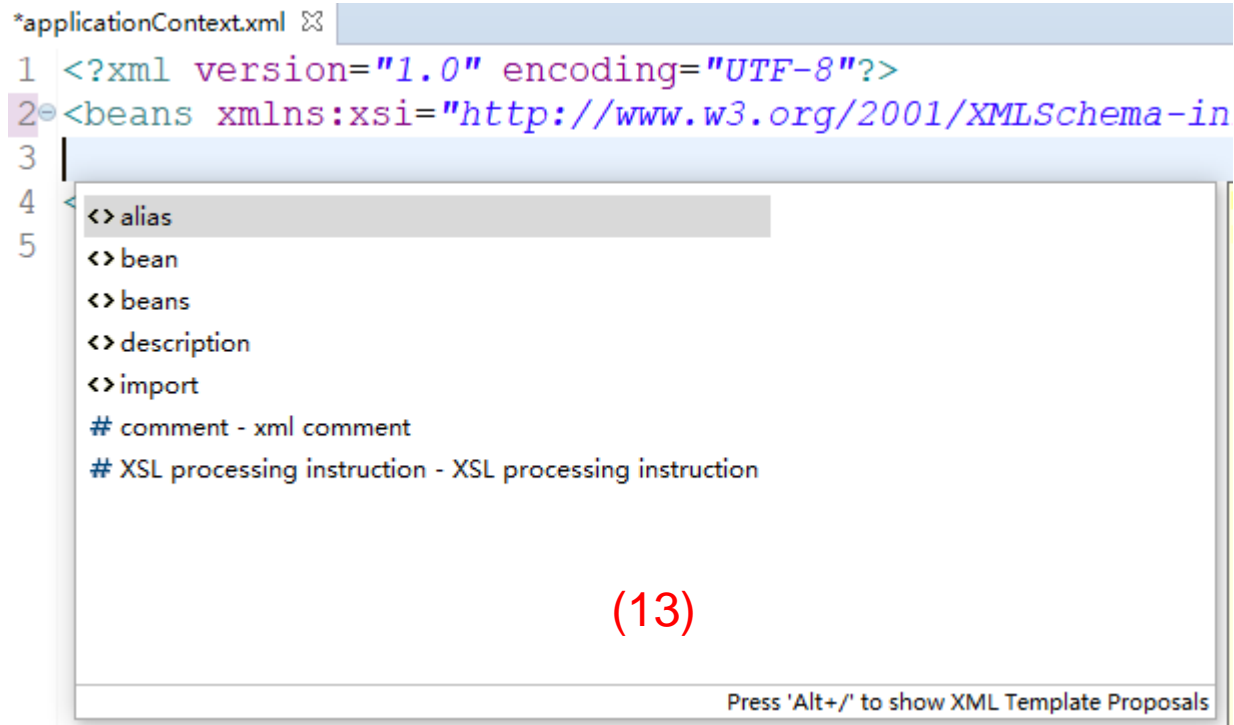 *applicationContext.xml
1 <?xml version="1.0" encoding="UTF-8"?>
2 <beans xmlns:xsi="http://www.w3.org/2001/XMLSchema-in
3
4 <
5
<> alias
<> bean
<> beans
<> description
<> import
# comment - xml comment
# XSL processing instruction - XSL processing instruction
(13)
Press 'Alt+/' to show XML Template Proposals